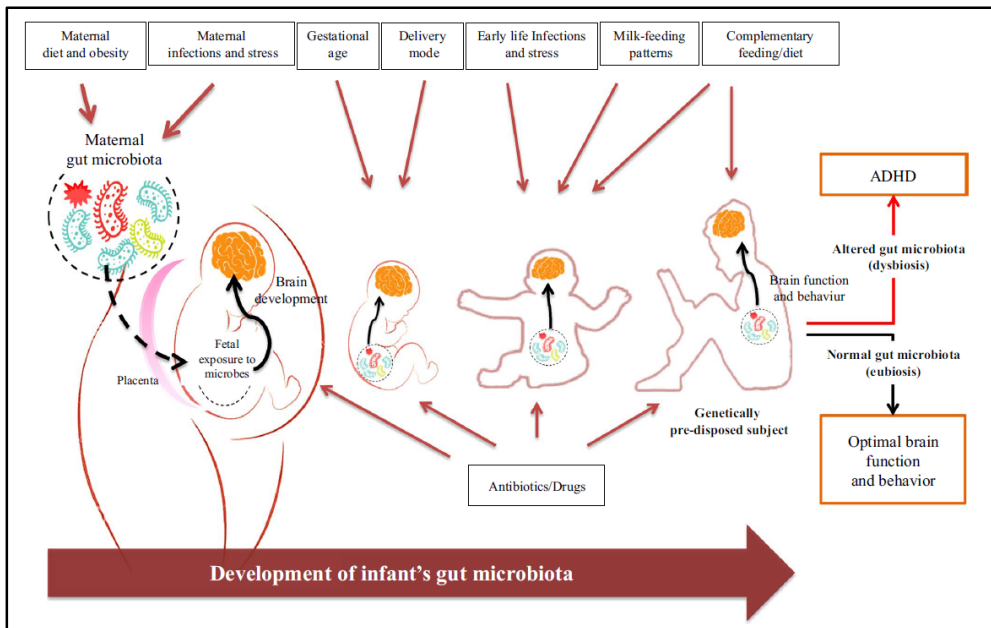 Maternal
diet and obesity
Maternal
infections and stress
Gestational
age
Delivery
mode
Early life Infections
and stress
Milk-feeding
patterns
Complementary
feeding/diet
Maternal
gut microbiota
Brain
development
Fetal
exposure to
microbes
Placenta
Brain function
and behaviur
ADHD
Altered gut microbiota
(dysbiosis)
Normal gut microbiota
(eubiosis)
Genetically
pre-disposed subject
Optimal brain
function
and behavior
Antibiotics/Drugs
Development of infant's gut microbiota